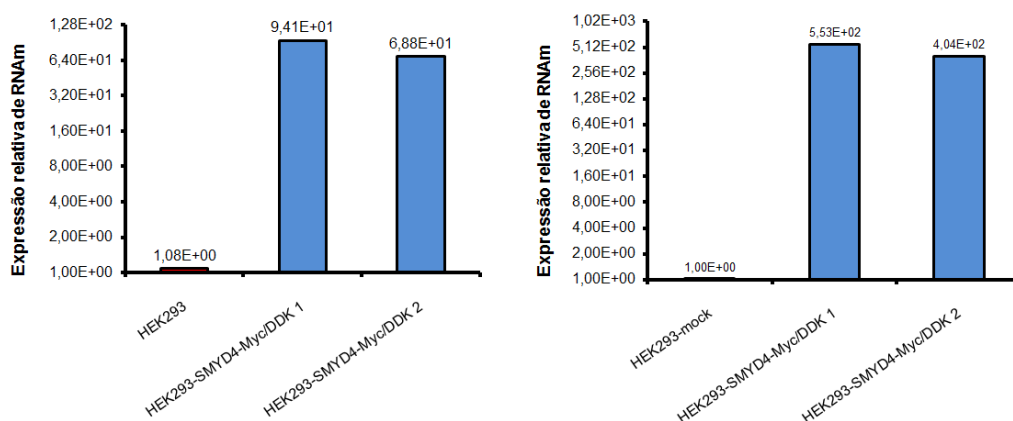 Expressão relativa de RNAm
1,28E+02
6,40E+01
3,20E+01
1,60E+01
8,00E+00
4,00E+00
2,00E+00
1,00E+00
1,08E+00
9,41E+01
6,88E+01
HEK293
HEK293-SMYD4-Myc/DDK 1
HEK293-SMYD4-Myc/DDK 2
Expressão relativa de RNAm
1,02E+03
5,12E+02
2,56E+02
1,28E+02
6,40E+01
3,20E+01
1,60E+01
8,00E+00
4,00E+00
2,00E+00
1,00E+00
1,00E+00
5,53E+02
4,04E+02
HEK293-mock
HEK293-SMYD4-Myc/DDK 1
HEK293-SMYD4-Myc/DDK 2